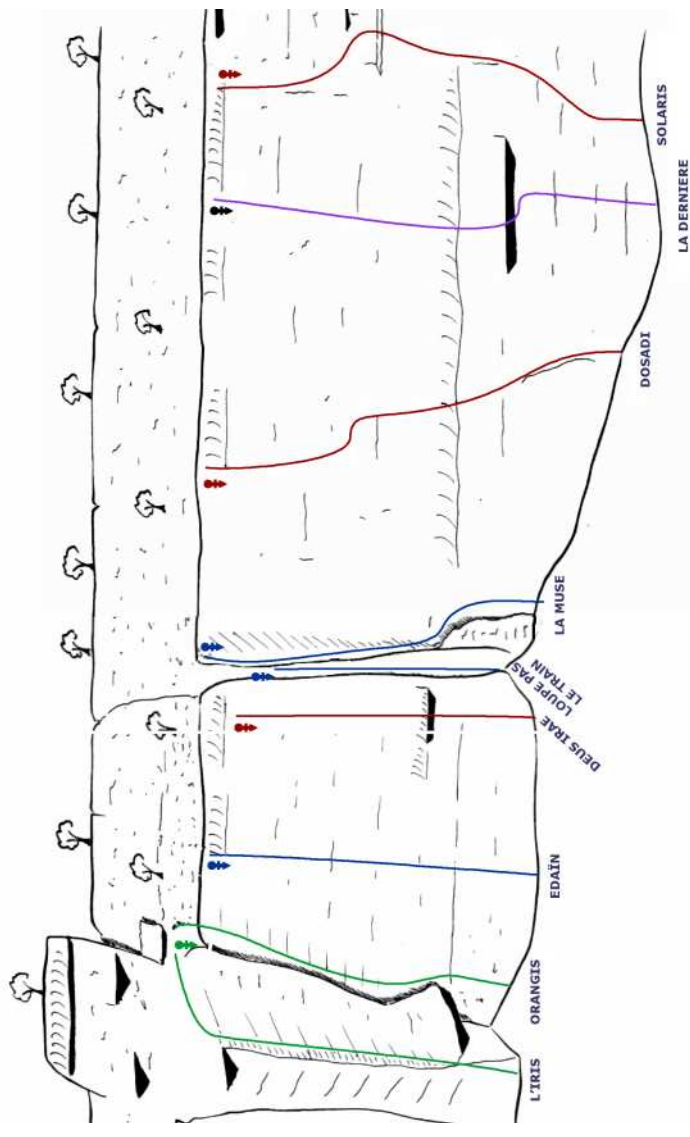 L'IRIS
ORANGIS
EDAÏN
DEUS IRAE
LOUPE PAS
LE TRAIN
LA MUSE
DOSADI
LA DERNIERE
SOLARIS